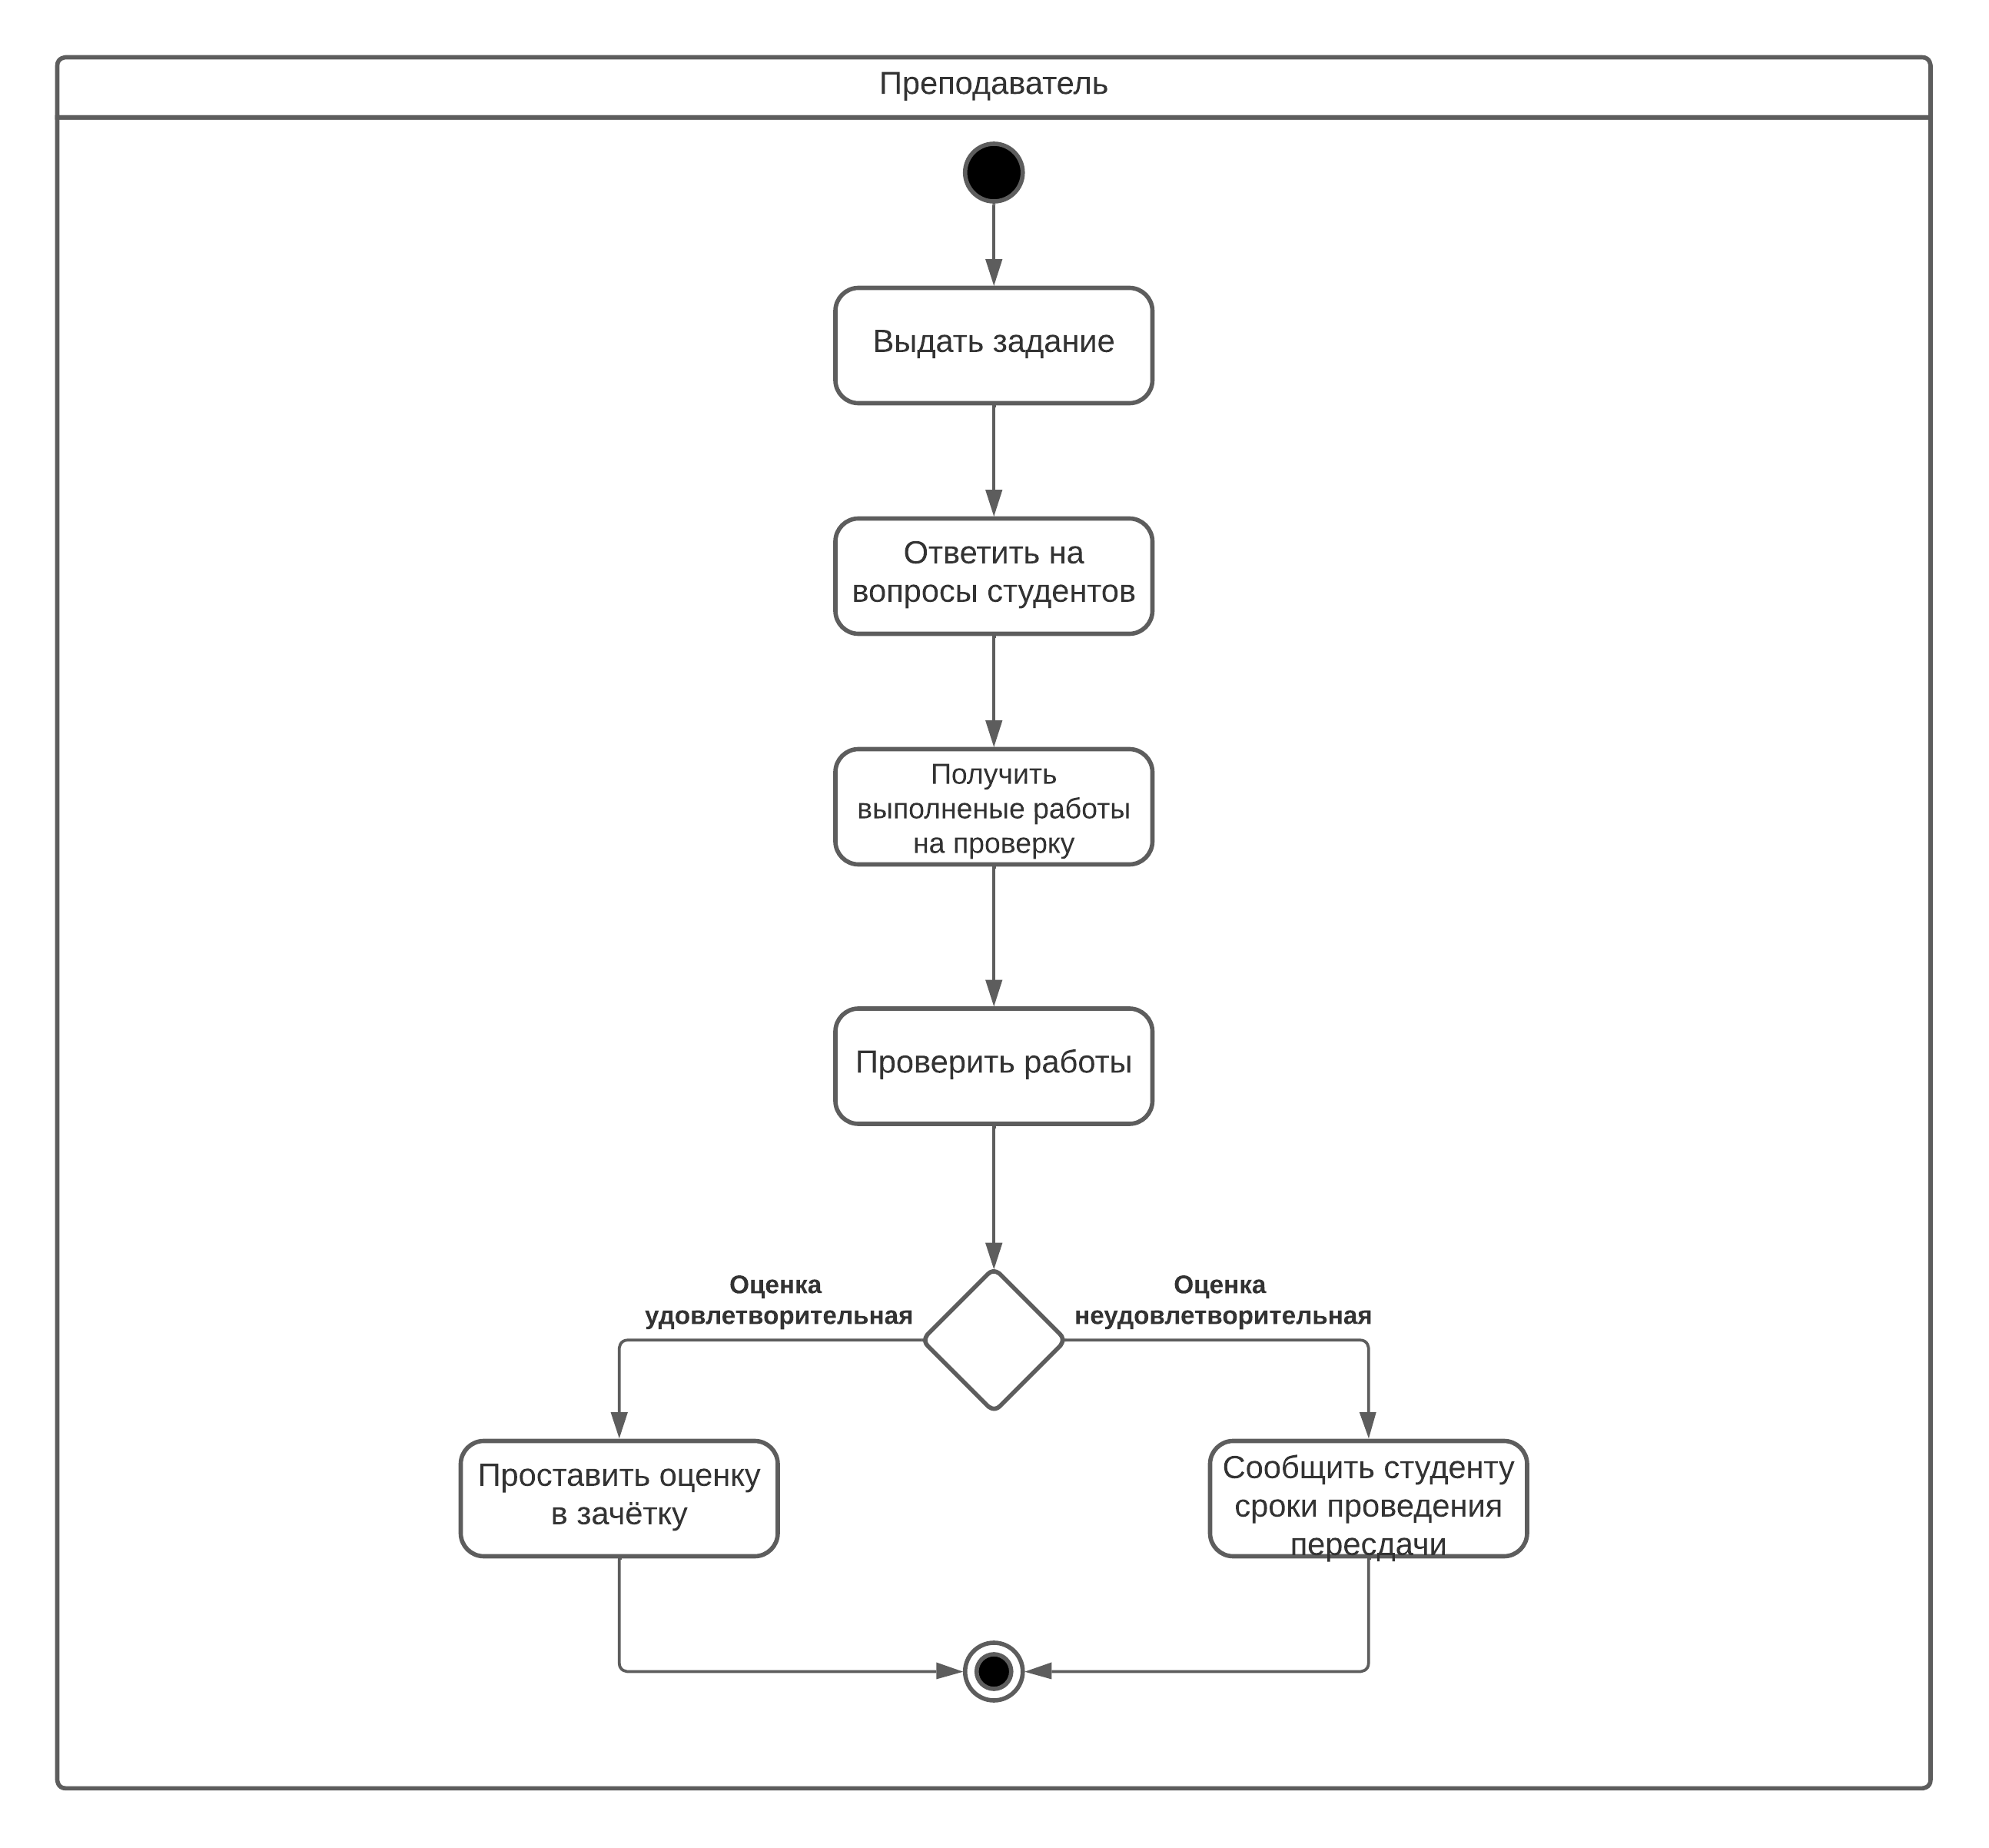 Преподаватель
Выдать задание
Ответить на
вопросы студентов
Получить
выполненые работы
на проверку
Проверить работы
Оценка
удовлетворительная
Оценка
неудовлетворительная
Проставить оценку
в зачётку
Сообщить студенту
сроки проведения
пересдачи